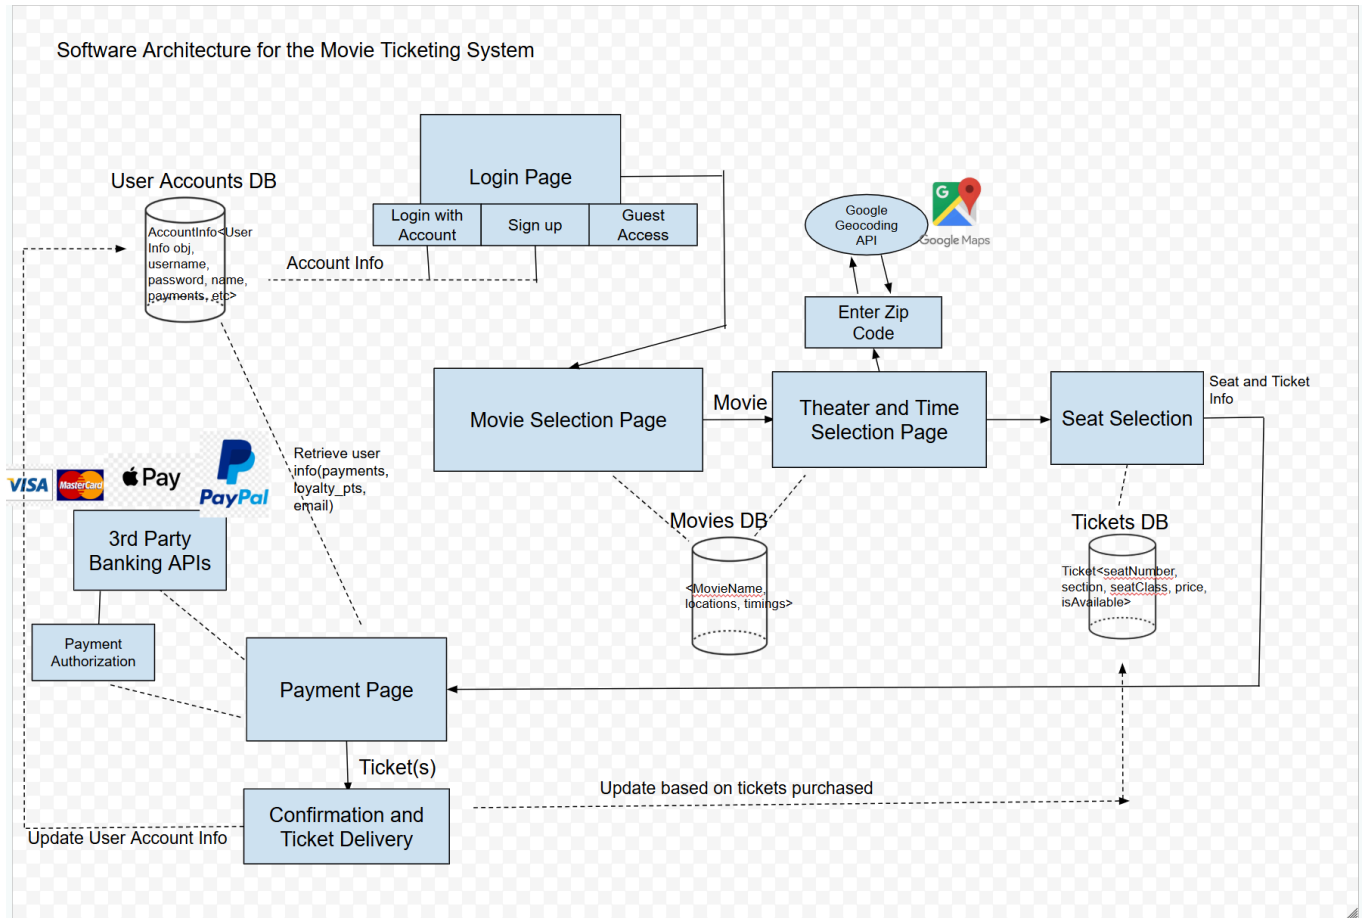 Software Architecture for the Movie Ticketing System
User Accounts DB
AccountInfo<User
Info obj,
username,
password, name,
payments, etc>
Account Info
Login Page
Login with
Account
Sign up
Guest
Access
Google
Geocoding
API
G
Google Maps
Enter Zip
Code
Movie Selection Page
Movie
Theater and Time
Selection Page
Seat Selection
Seat and Ticket
Info
Retrieve user
info(payments,
loyalty_pts,
email)
VISA
MasterCard
Pay
PayPal
3rd Party
Banking APIs
Payment
Authorization
Movies DB
<MovieName,
locations, timings>
Tickets DB
Ticket<seatNumber,
section, seatClass, price,
isAvailable>
Payment Page
Ticket(s)
Confirmation and
Ticket Delivery
Update based on tickets purchased
Update User Account Info